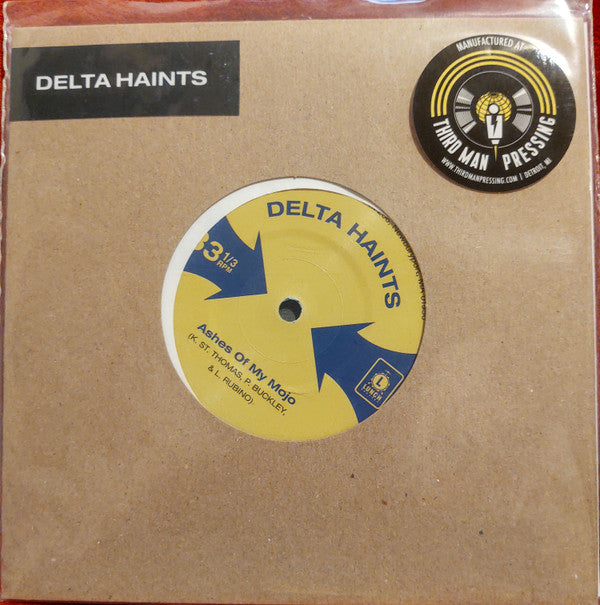 DELTA HAINTS
MANUFACTURED AT
THIRD MAN PRESSING
WWW.THIRDMANPRESSING.COM | DETROIT, MI
DELTA HAINTS
33 1/3
RPM
Ashes Of My Mojo
(K. ST. THOMAS, P. BUCKLEY,
& L. RUBINO).
L
LORCH